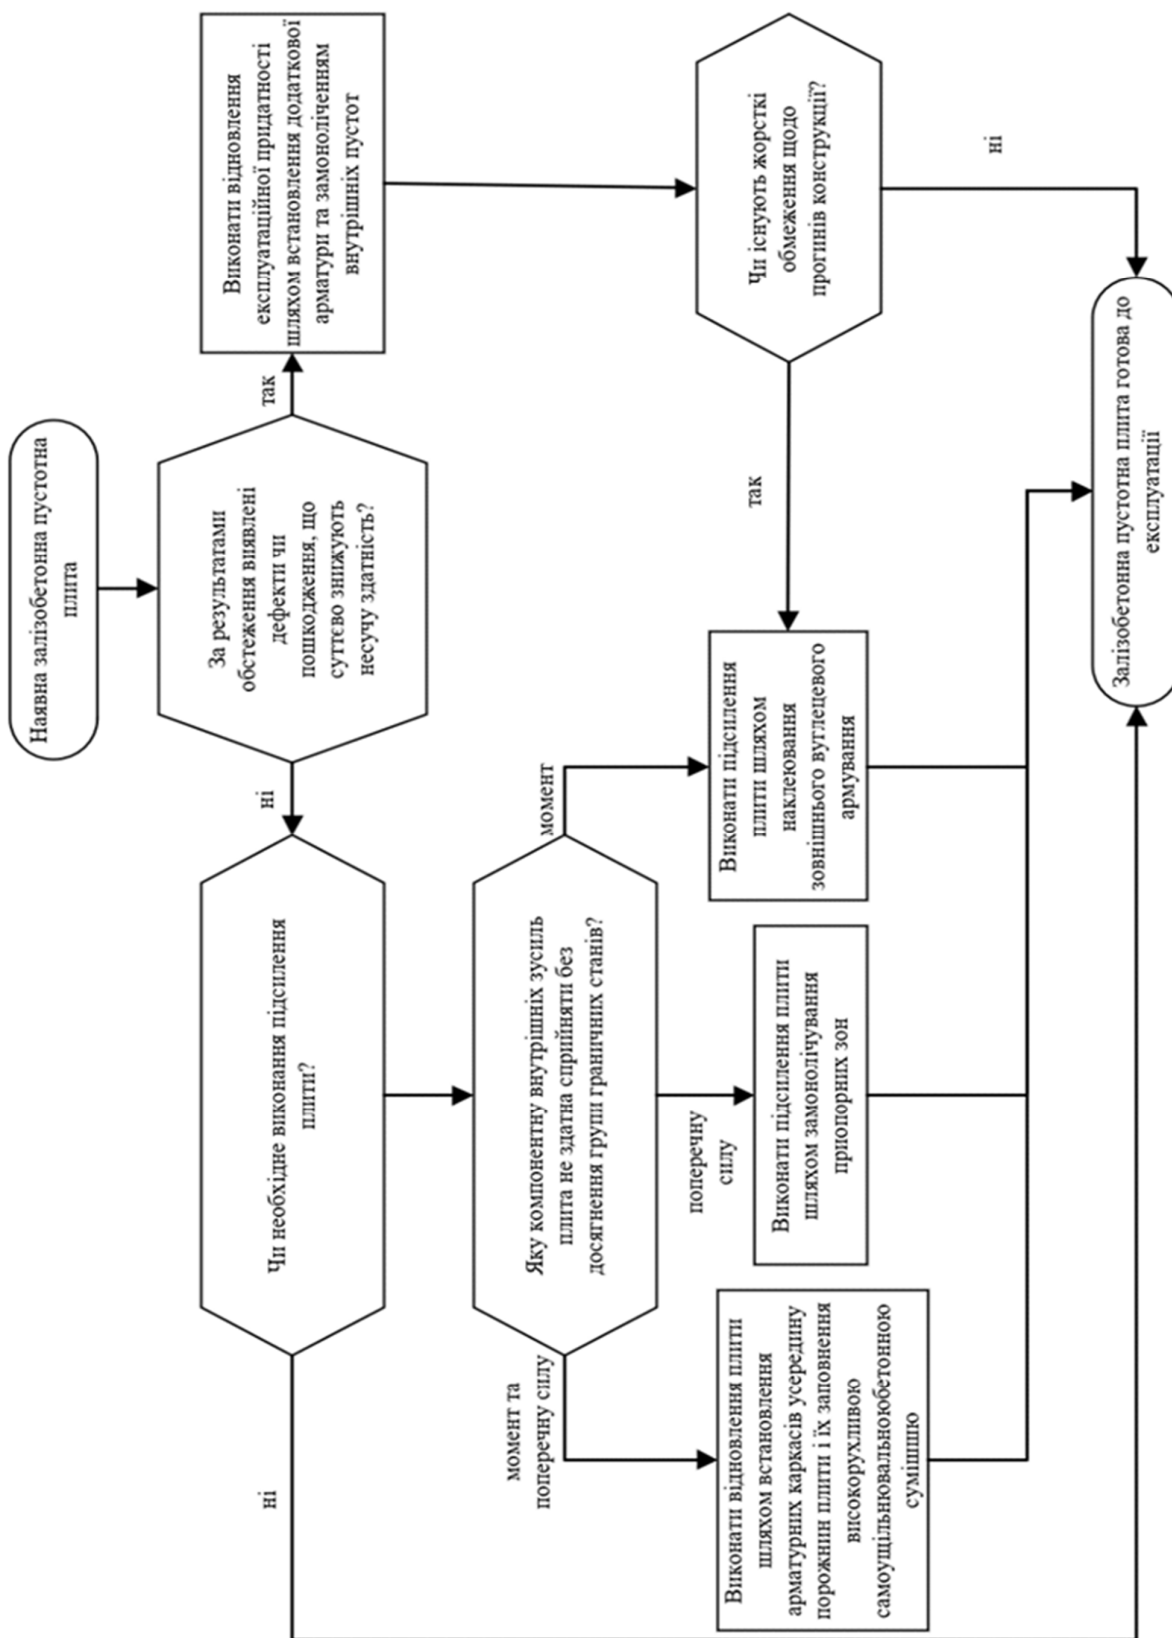 Наявна залізобетонна пустотна
плита
За результатами
обстеження виявлені
дефекти чи
пошкодження, що
суттєво знижують
несучу здатність?
так
Виконати відновлення
експлуатаційної придатності
шляхом встановлення додаткової
арматури та замоноліченням
внутрішніх пустот
ні
Чи необхідне виконання підсилення
плити?
ні
Яку компоненту внутрішніх зусиль
плита не здатна сприйняти без
досягнення групи граничних станів?
момент та
поперечну силу
поперечну
силу
момент
Чи існують жорсткі
обмеження щодо
прогинів конструкції?
так
ні
Виконати відновлення плити
шляхом встановлення
арматурних каркасів усередину
порожнин плити і їх заповнення
високорухливою
самоущільнювальноюбетонною
сумішшю
Виконати підсилення плити
шляхом замонолічування
приопорних зон
Виконати підсилення
плити шляхом
наклеювання
зовнішнього вуглецевого
армування
Залізобетонна пустотна плита готова до
експлуатації